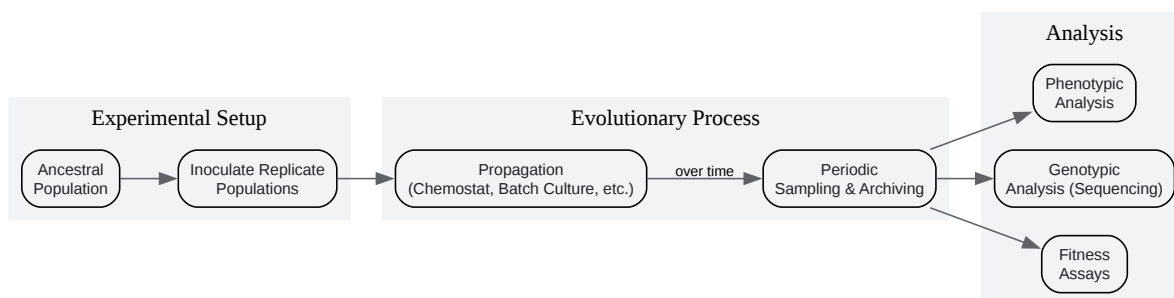 Experimental Setup
Ancestral
Population
Inoculate Replicate
Populations
Evolutionary Process
Propagation
(Chemostat, Batch Culture, etc.)
over time
Periodic
Sampling & Archiving
Analysis
Phenotypic
Analysis
Genotypic
Analysis (Sequencing)
Fitness
Assays